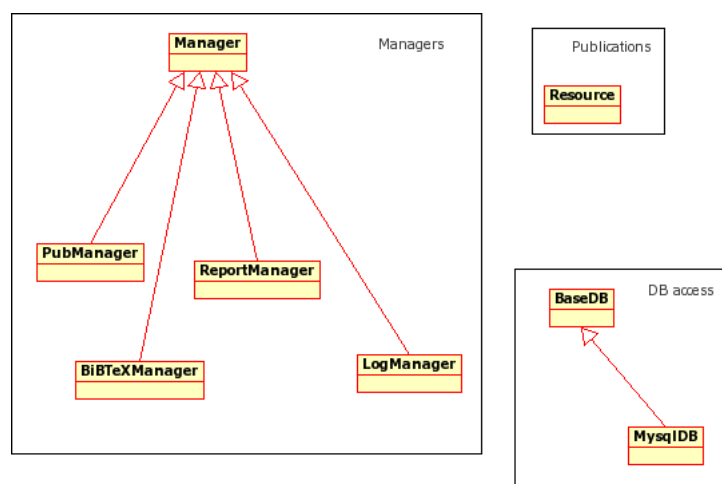 Manager
Managers
Publications
Resource
PubManager
ReportManager
BiBTeXManager
LogManager
DB access
BaseDB
MysqlDB